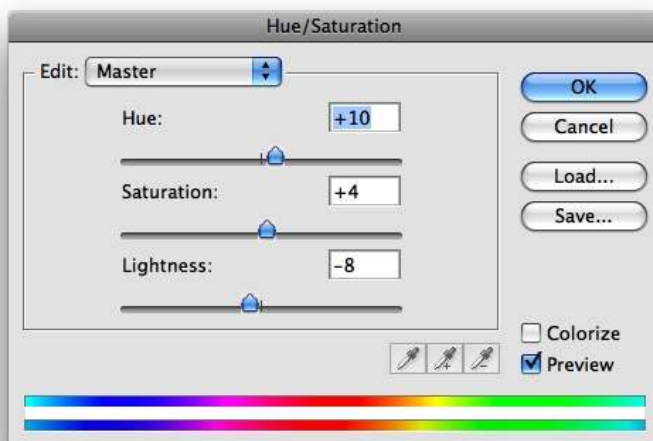 Hue/Saturation
Edit: Master
OK
Hue: +10
Cancel
Load...
Saturation: +4
Save...
Lightness: -8
Colorize
Preview